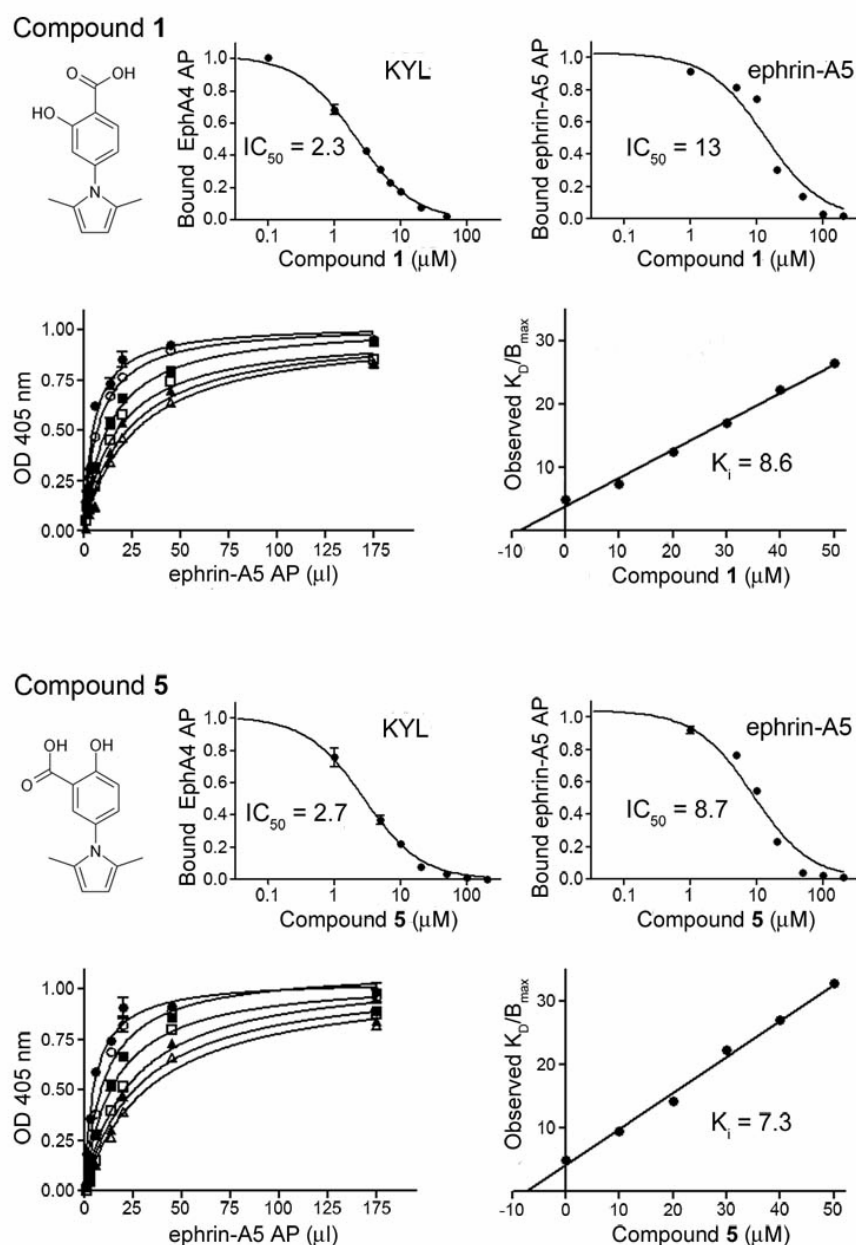 Compound 1
O
OH
HO
N
Bound EphA4 AP
1.0
0.8
0.6
0.4
0.2
0.0
KYL
IC50 = 2.3
0.1 1 10 100
Compound 1 (μM)
Bound ephrin-A5 AP
1.0
0.8
0.6
0.4
0.2
0.0
ephrin-A5
IC50 = 13
0.1 1 10 100
Compound 1 (μM)
OD 405 nm
1.00
0.75
0.50
0.25
0.00
0 25 50 75 125 175
ephrin-A5 AP (μl)
Observed KD/Bmax
30
20
10
Ki = 8.6
-10 0 10 20 30 40 50
Compound 1 (μM)
Compound 5
OH OH
O
N
Bound EphA4 AP
1.0
0.8
0.6
0.4
0.2
0.0
KYL
IC50 = 2.7
0.1 1 10 100
Compound 5 (μM)
Bound ephrin-A5 AP
1.0
0.8
0.6
0.4
0.2
0.0
ephrin-A5
IC50 = 8.7
0.1 1 10 100
Compound 5 (μM)
OD 405 nm
1.00
0.75
0.50
0.25
0.00
0 25 50 75 125 175
ephrin-A5 AP (μl)
Observed KD/Bmax
30
20
10
Ki = 7.3
-10 0 10 20 30 40 50
Compound 5 (μM)